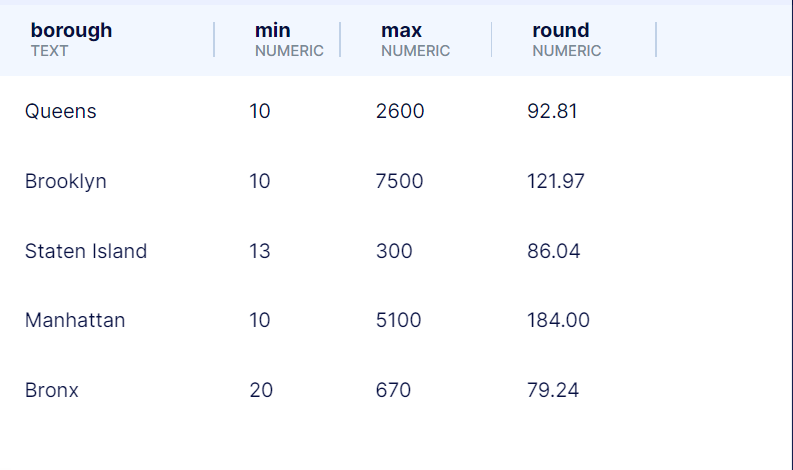 borough min max round
TEXT NUMERIC NUMERIC NUMERIC
Queens 10 2600 92.81
Brooklyn 10 7500 121.97
Staten Island 13 300 86.04
Manhattan 10 5100 184.00
Bronx 20 670 79.24